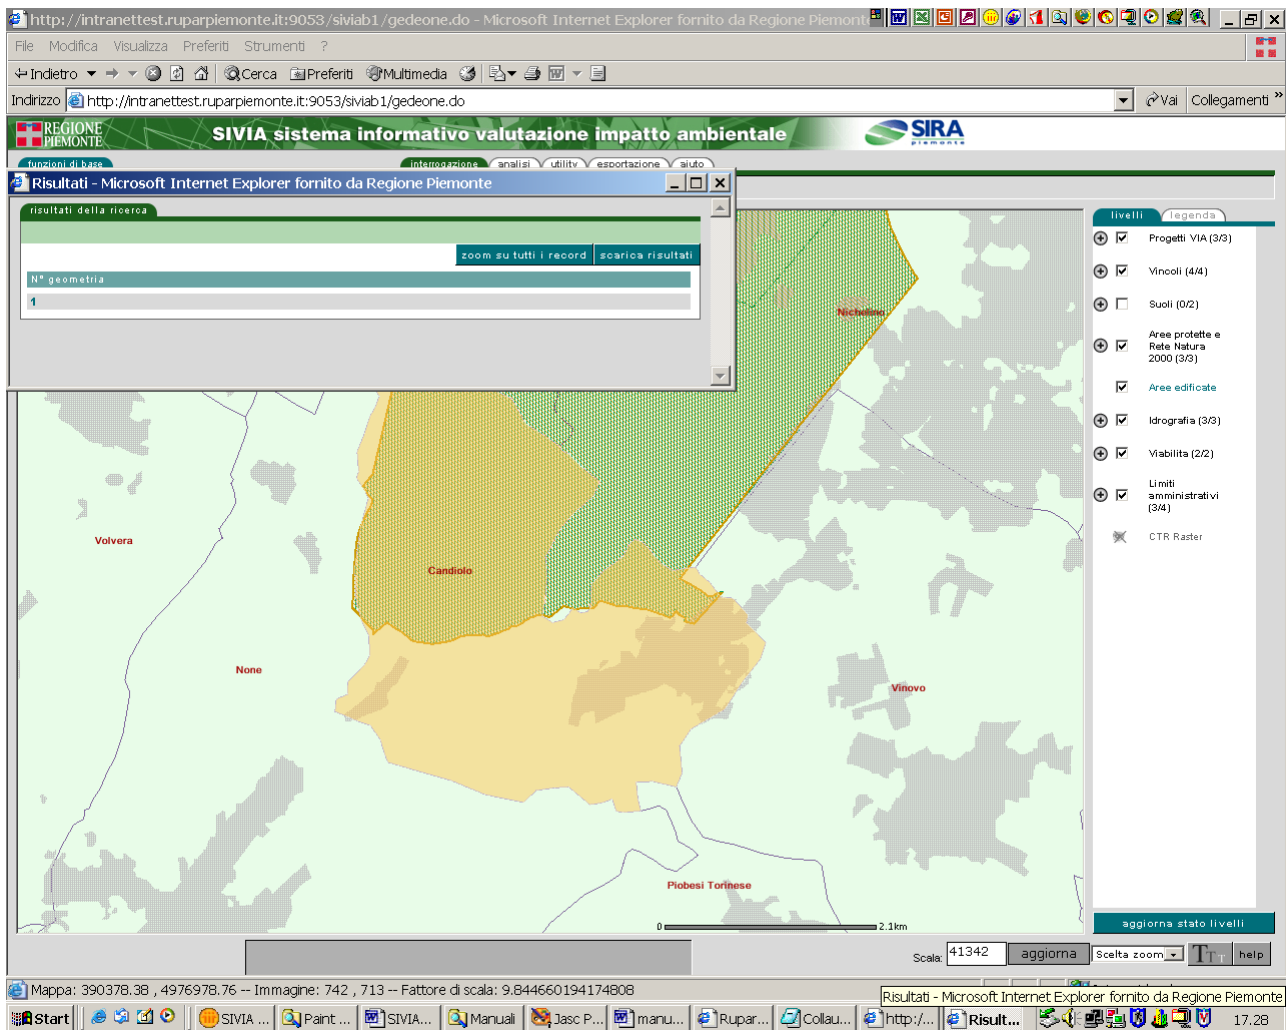 http://intranettest.ruparpiemonte.it:9053/siviab1/gedeone.do - Microsoft Internet Explorer fornito da Regione Piemont
File Modifica Visualizza Preferiti Strumenti ?
Indietro Cerca Preferiti Multimedia
Indirizzo http://intranettest.ruparpiemonte.it:9053/siviab1/gedeone.do Vai Collegamenti »
REGIONE PIEMONTE SIVIA sistema informativo valutazione impatto ambientale SIRA piemonte
funzioni di base interrogazione analisi utility esportazione aiuto
Risultati - Microsoft Internet Explorer fornito da Regione Piemonte
risultati della ricerca
zoom su tutti i record scarica risultati
N° geometria
1
livelli legenda
Progetti VIA (3/3)
Vincoli (4/4)
Suoli (0/2)
Aree protette e
Rete Natura
2000 (3/3)
Aree edificate
Idrografia (3/3)
Viabilita (2/2)
Limiti
amministrativi
(3/4)
CTR Raster
Nichelino
Volvera
Candiolo
None
Vinovo
Piobesi Torinese
0 2.1km
aggiorna stato livelli
Scala: 41342 aggiorna Scelta zoom TTT help
Mappa: 390378.38 , 4976978.76 -- Immagine: 742 , 713 -- Fattore di scala: 9.844660194174808
Risultati - Microsoft Internet Explorer fornito da Regione Piemonte
Start SIVIA ... Paint ... SIVIA... Manuali Jasc P... manu... Rupar... Collau... http:/... Risult... 17.28